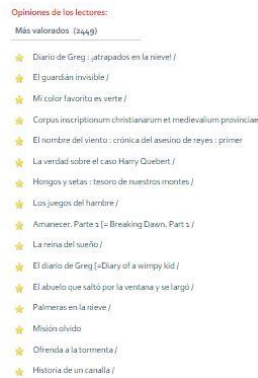 Opiniones de los lectores:
Más valorados (2449)
Diario de Greg : ¡atrapados en la nieve! /
El guardián invisible /
Mi color favorito es verte /
Corpus inscriptionum christianarum et medievalium provinciae
El nombre del viento : crónica del asesino de reyes : primer
La verdad sobre el caso Harry Quebert /
Hongos y setas : tesoro de nuestros montes /
Los juegos del hambre /
Amanecer. Parte 1 [= Breaking Dawn. Part 1 /
La reina del sueño /
El diario de Greg [=Diary of a wimpy kid /
El abuelo que saltó por la ventana y se largó /
Palmeras en la nieve /
Misión olvido
Ofrenda a la tormenta /
Historia de un canalla /